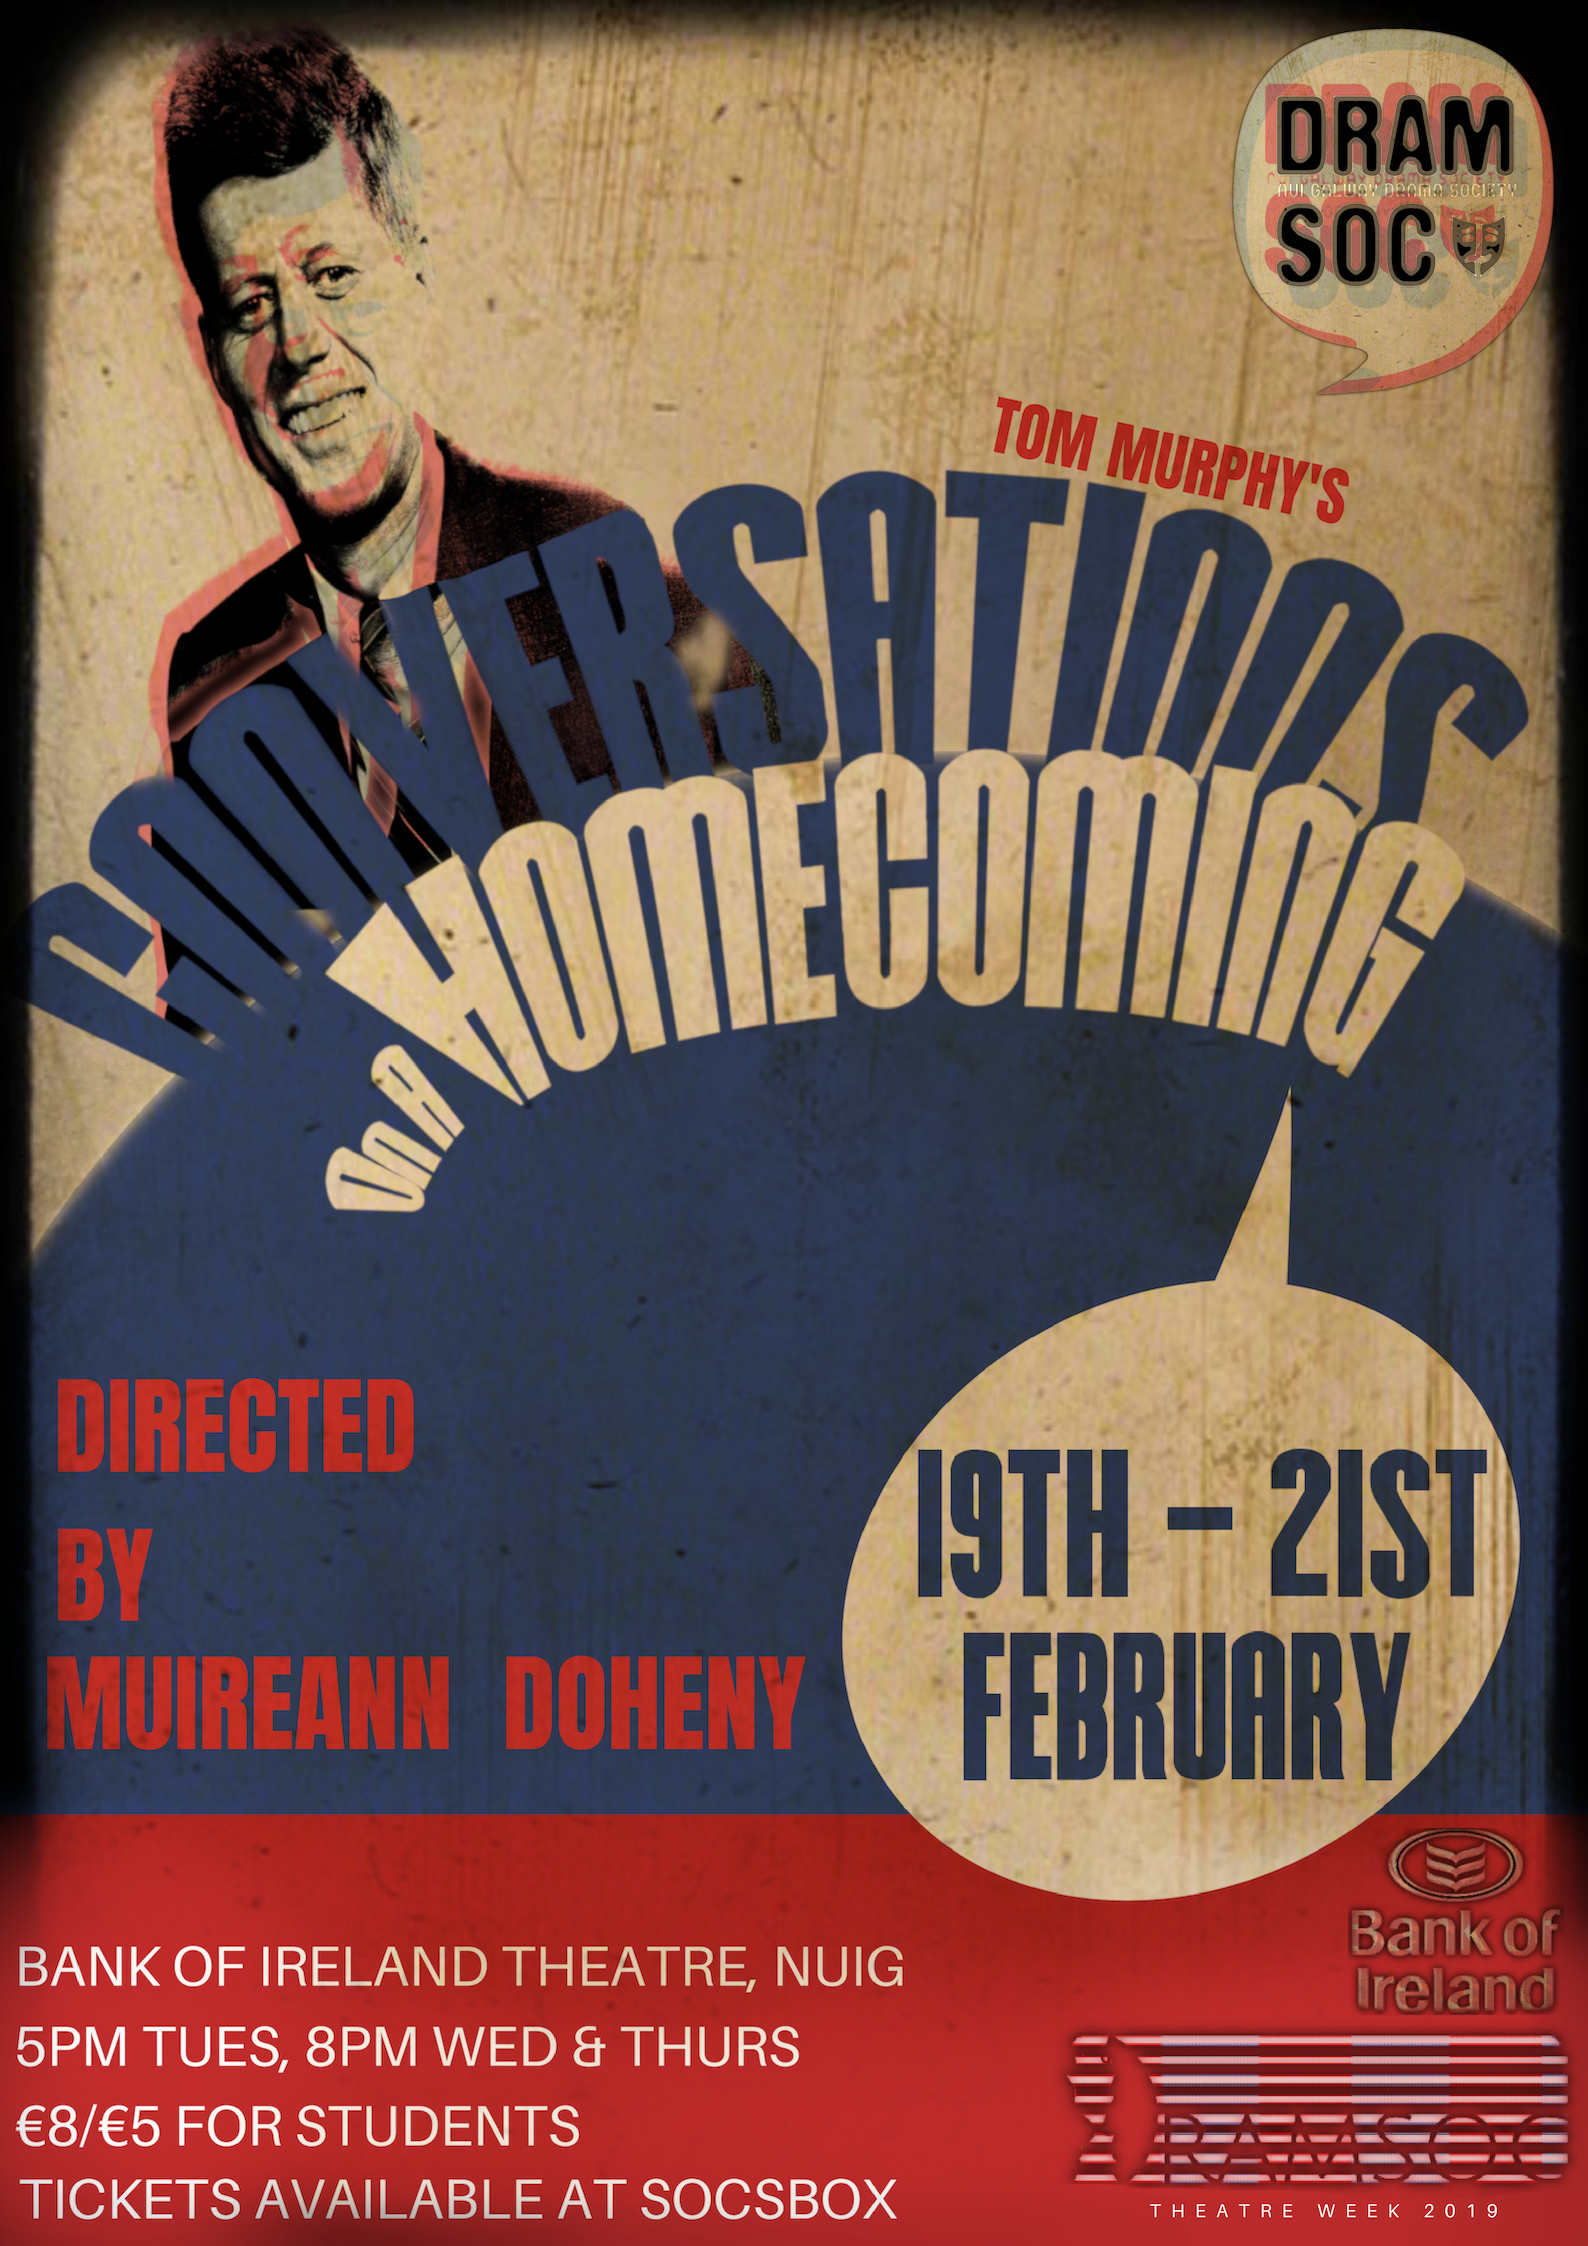 DRAM
NUI GALWAY DRAMA SOCIETY
SOC
TOM MURPHY'S
CONVERSATIONS
ON A HOMECOMING
DIRECTED
BY
MUIREANN DOHENY
19TH – 21ST
FEBRUARY
BANK OF IRELAND THEATRE, NUIG
5PM TUES, 8PM WED & THURS
€8/€5 FOR STUDENTS
TICKETS AVAILABLE AT SOCSBOX
Bank of
Ireland
DRAMSOC
THEATRE WEEK 2019